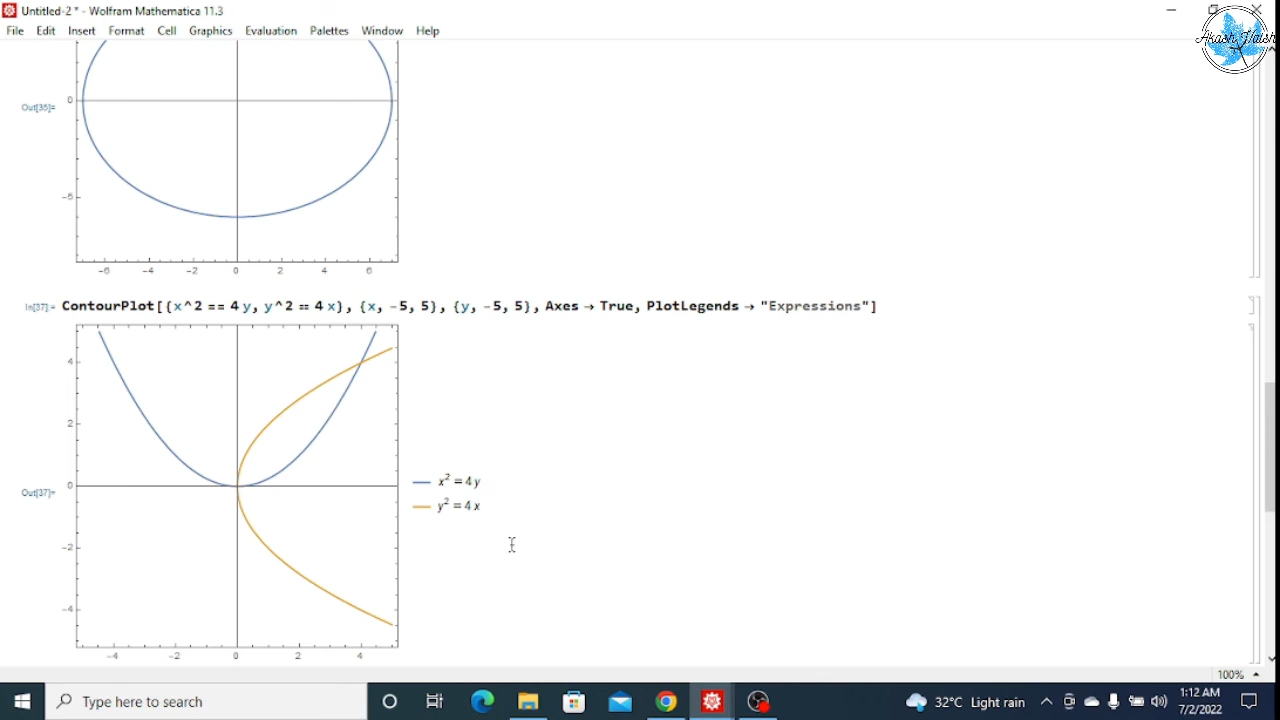 Untitled-2 * - Wolfram Mathematica 11.3
File Edit Insert Format Cell Graphics Evaluation Palettes Window Help
Out[35]=
0
-5
-6 -4 -2 0 2 4 6
In[37]:= ContourPlot[{x^2 == 4 y, y^2 == 4 x}, {x, -5, 5}, {y, -5, 5}, Axes → True, PlotLegends → "Expressions"]
4
2
Out[37]=
0
-2
-4
-4 -2 0 2 4
x² = 4 y
y² = 4 x
100%
Type here to search
32°C Light rain
1:12 AM
7/2/2022